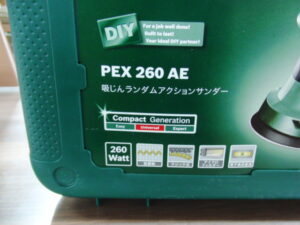 DIY
For a job well done!
Built to last!
Your ideal DIY partner!
PEX 260 AE
吸じんランダムアクションサンダー
Compact Generation
Easy Universal Expert
260
Watt